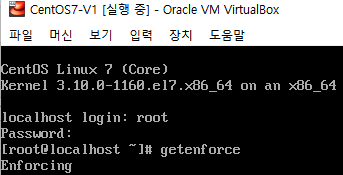 CentOS7-V1 [실행 중] - Oracle VM VirtualBox
파일 머신 보기 입력 장치 도움말
CentOS Linux 7 (Core)
Kernel 3.10.0-1160.el7.x86_64 on an x86_64
localhost login: root
Password:
[root@localhost ~]# getenforce
Enforcing